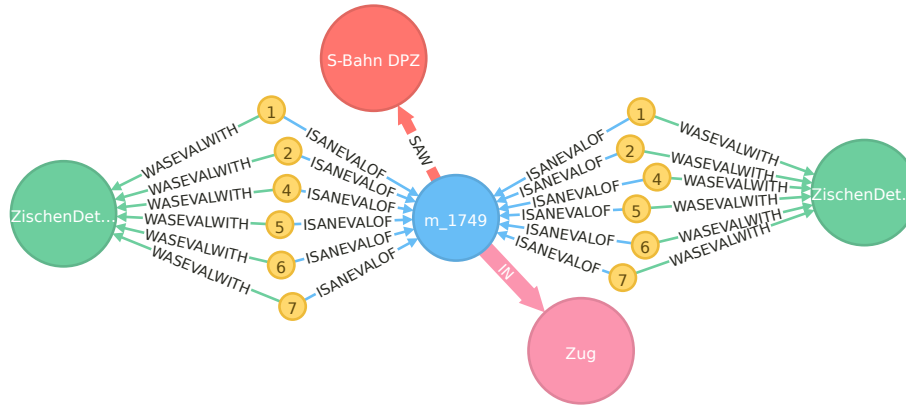 S-Bahn DPZ
SAW
ZischenDet...
WASEVALWITH
1
ISANEVALOF
WASEVALWITH
2
ISANEVALOF
WASEVALWITH
4
ISANEVALOF
WASEVALWITH
5
ISANEVALOF
WASEVALWITH
6
ISANEVALOF
WASEVALWITH
7
ISANEVALOF
m_1749
ISANEVALOF
1
WASEVALWITH
ISANEVALOF
2
WASEVALWITH
ISANEVALOF
4
WASEVALWITH
ISANEVALOF
5
WASEVALWITH
ISANEVALOF
6
WASEVALWITH
ISANEVALOF
7
WASEVALWITH
ZischenDet...
IN
Zug